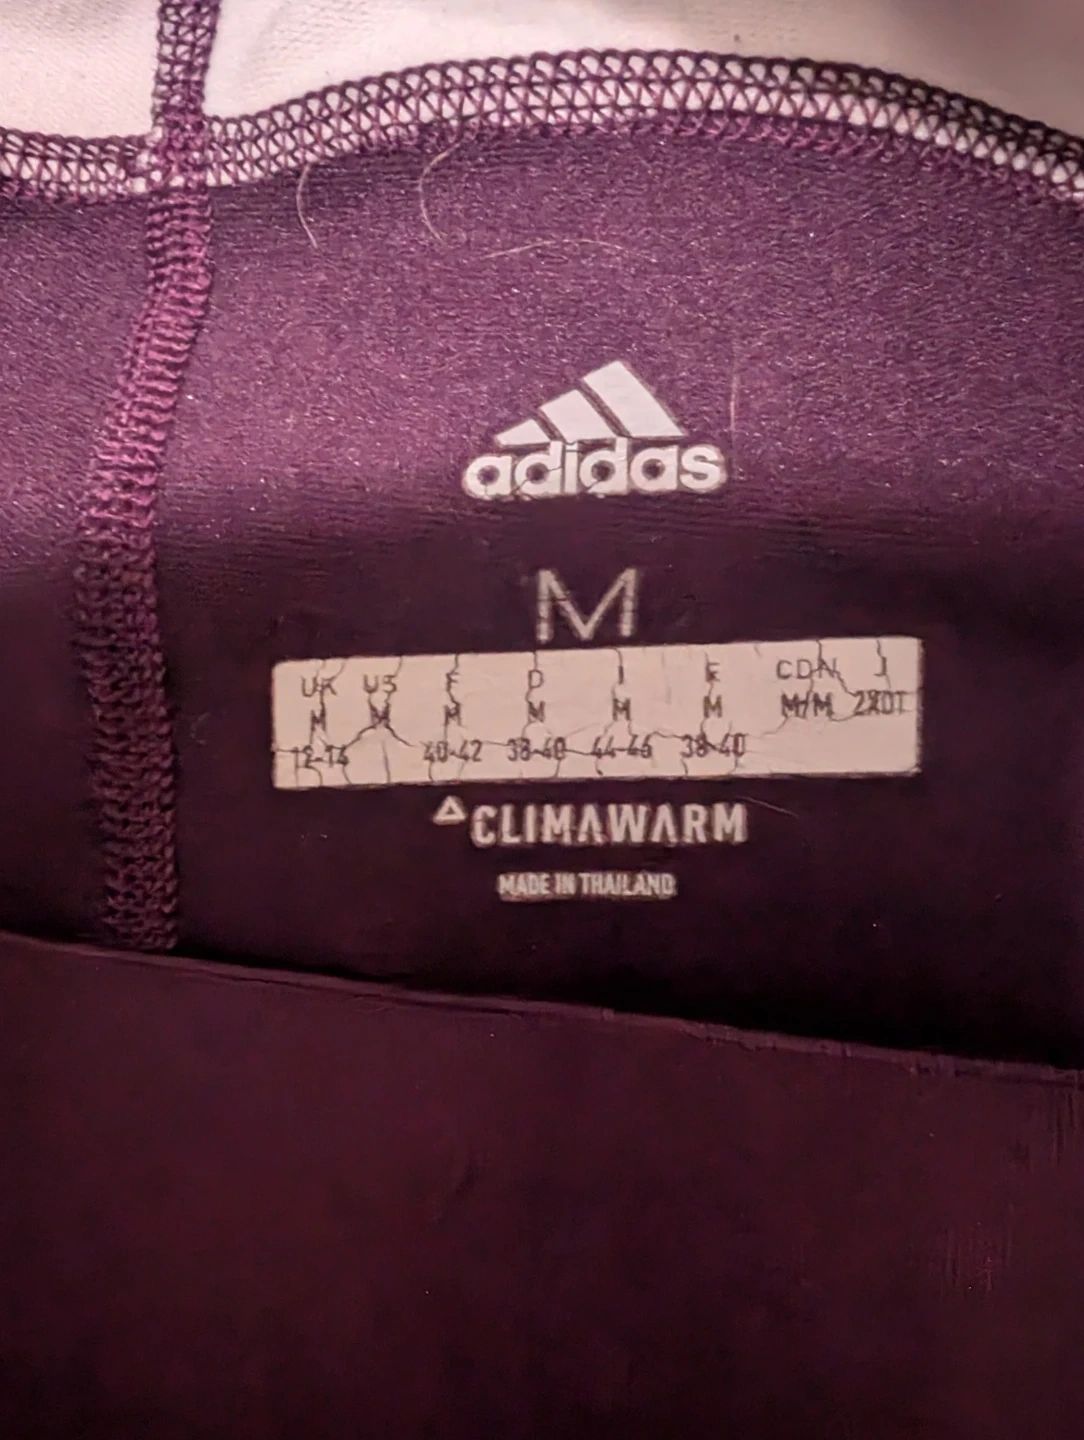 adidas
M
UK US F D I E CDN J
M M M M M M M/M 2XOT
12-14 40-42 38-40 44-46 38-40
CLIMAWARM
MADE IN THAILAND